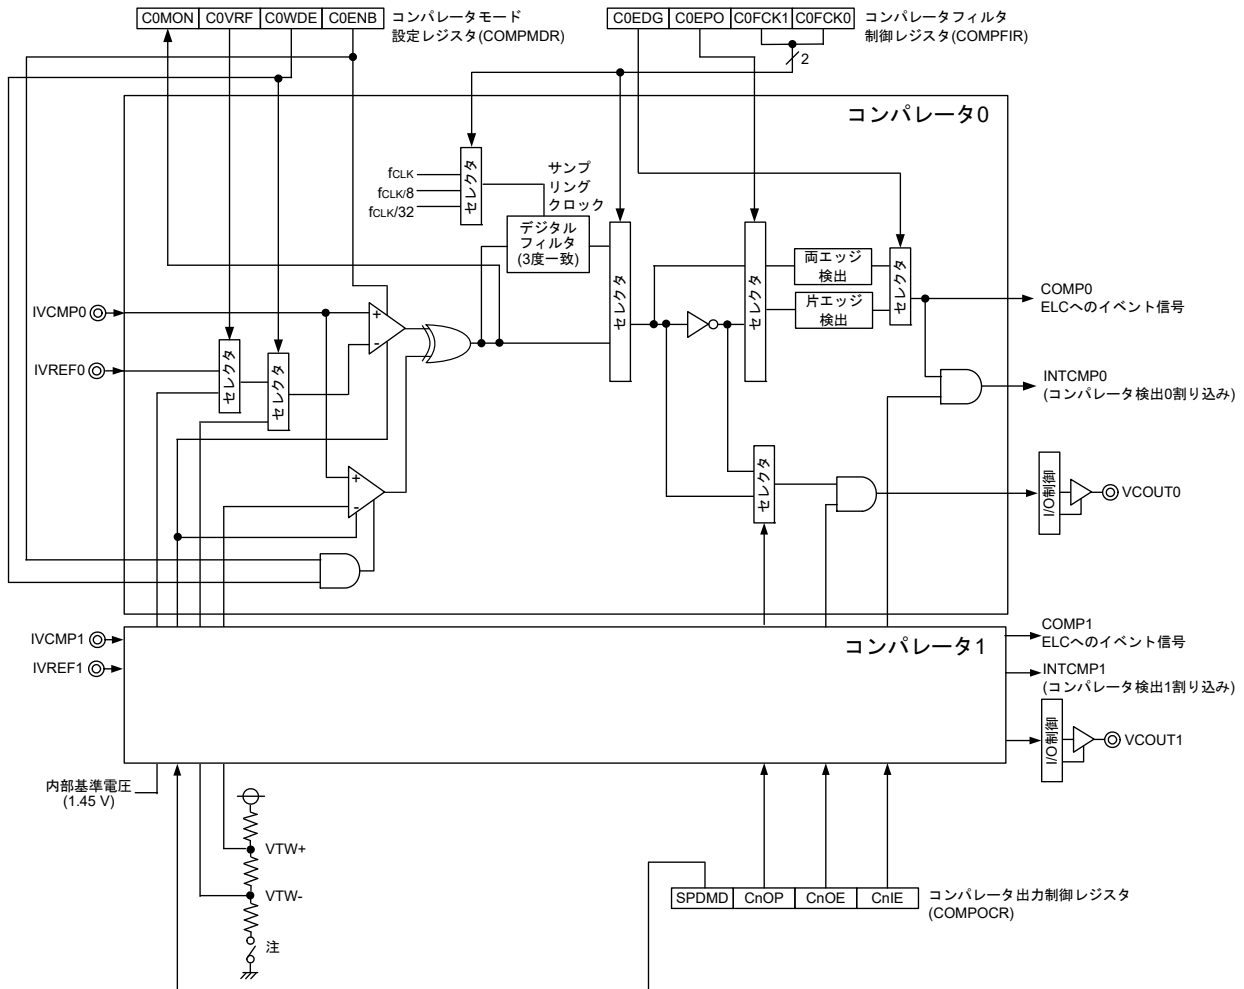 C0MON C0VRF C0WDE C0ENB
コンパレータモード
設定レジスタ(COMPMDR)
C0EDG C0EPO C0FCK1 C0FCK0
コンパレータフィルタ
制御レジスタ(COMPFIR)
2
コンパレータ0
fCLK
fCLK/8
fCLK/32
セレクタ
サンプ
リング
クロック
デジタル
フィルタ
(3度一致)
セレクタ
セレクタ
両エッジ
検出
片エッジ
検出
セレクタ
COMP0
ELCへのイベント信号
IVCMP0
IVREF0
セレクタ
セレクタ
+
-
INTCMP0
(コンパレータ検出0割り込み)
+
-
セレクタ
I/O制御
VCOUT0
IVCMP1
IVREF1
コンパレータ1
COMP1
ELCへのイベント信号
INTCMP1
(コンパレータ検出1割り込み)
I/O制御
VCOUT1
内部基準電圧
(1.45 V)
VTW+
VTW-
注
SPDMD CnOP CnOE CnIE
コンパレータ出力制御レジスタ
(COMPOCR)